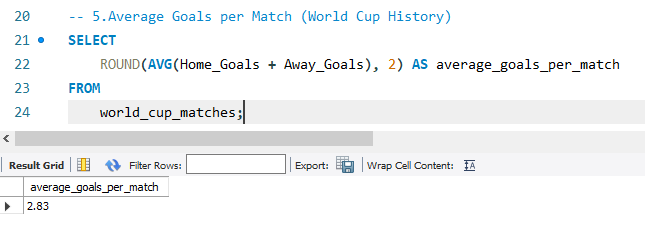 20 -- 5.Average Goals per Match (World Cup History)
21 SELECT
22 ROUND(AVG(Home_Goals + Away_Goals), 2) AS average_goals_per_match
23 FROM
24 world_cup_matches;
Result Grid Filter Rows: Export: Wrap Cell Content: IA
average_goals_per_match
2.83